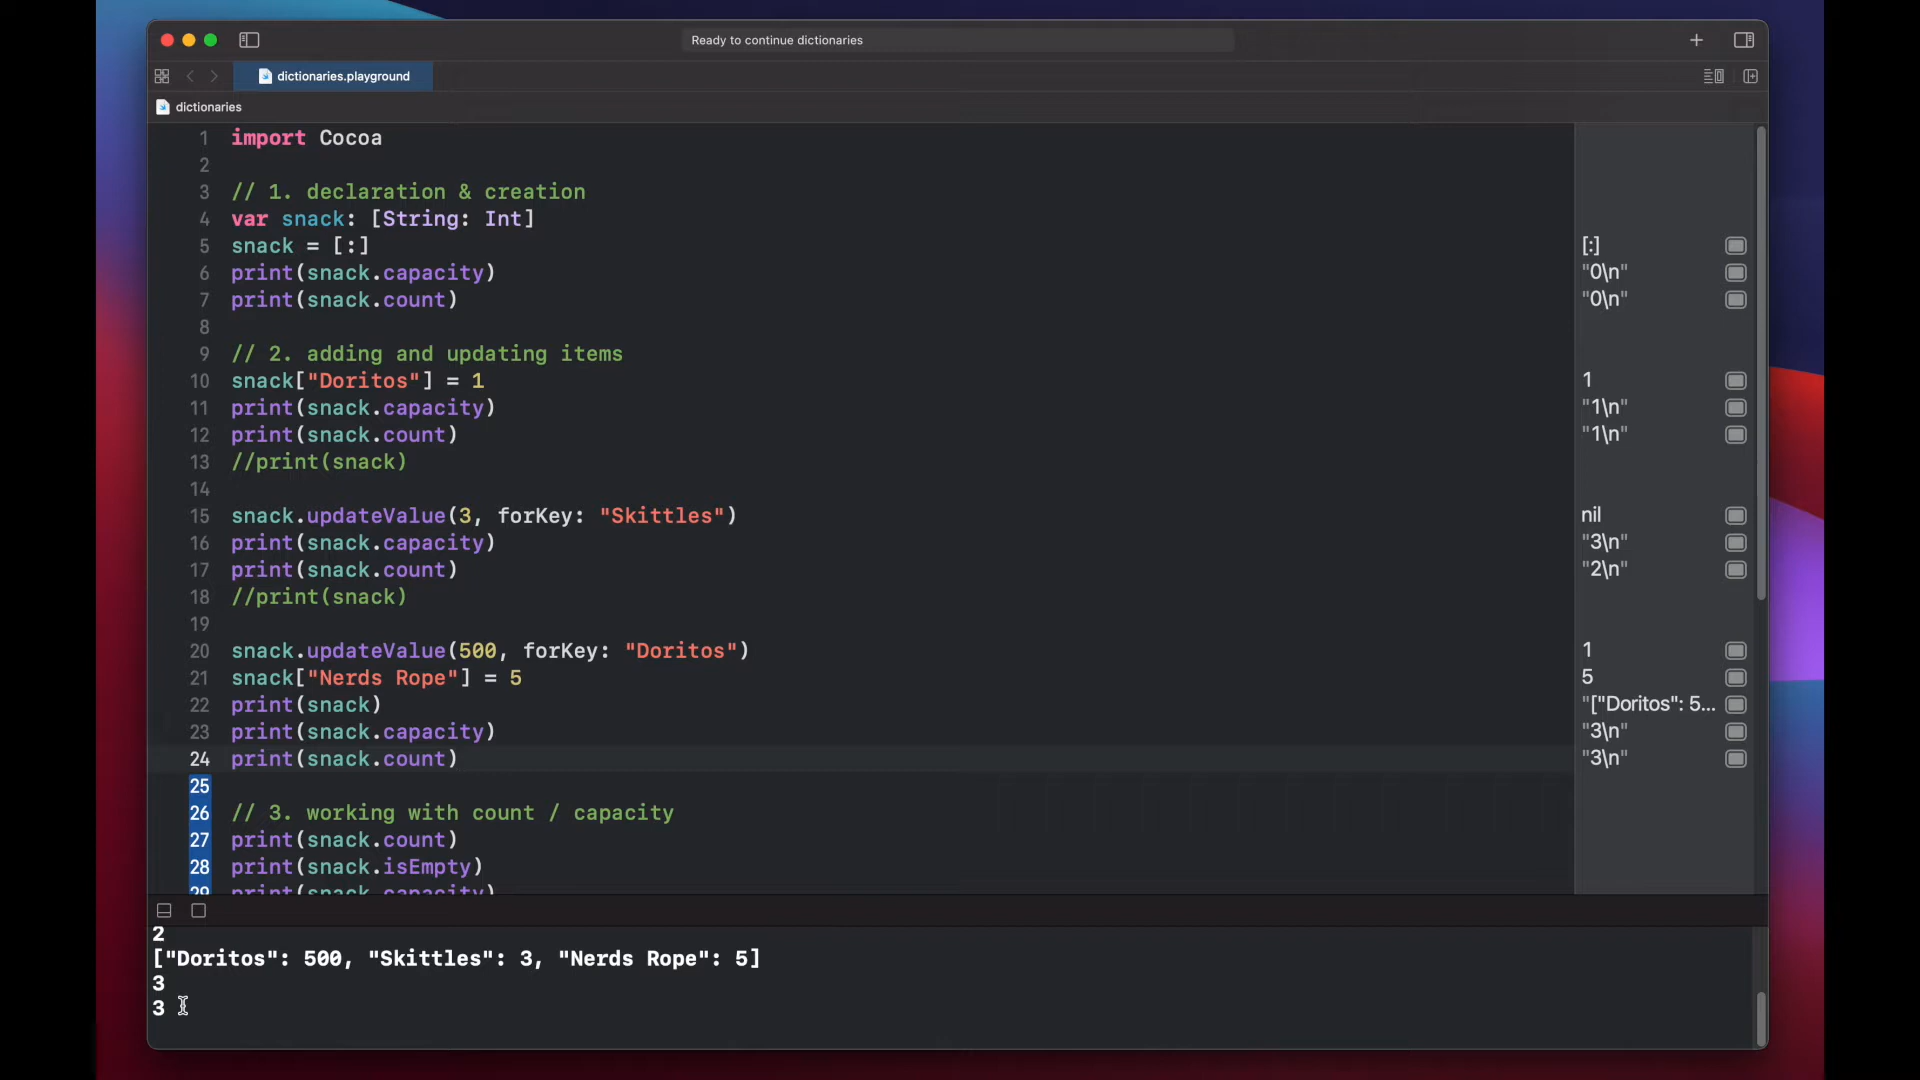 Ready to continue dictionaries
dictionaries.playground
dictionaries
1 import Cocoa
2
3 // 1. declaration & creation
4 var snack: [String: Int]
5 snack = [:] [:]
6 print(snack.capacity) "0\n"
7 print(snack.count) "0\n"
8
9 // 2. adding and updating items
10 snack["Doritos"] = 1 1
11 print(snack.capacity) "1\n"
12 print(snack.count) "1\n"
13 //print(snack)
14
15 snack.updateValue(3, forKey: "Skittles") nil
16 print(snack.capacity) "3\n"
17 print(snack.count) "2\n"
18 //print(snack)
19
20 snack.updateValue(500, forKey: "Doritos") 1
21 snack["Nerds Rope"] = 5 5
22 print(snack) "["Doritos": 5...
23 print(snack.capacity) "3\n"
24 print(snack.count) "3\n"
25
26 // 3. working with count / capacity
27 print(snack.count)
28 print(snack.isEmpty)
29 print(snack.capacity)
2
["Doritos": 500, "Skittles": 3, "Nerds Rope": 5]
3
3